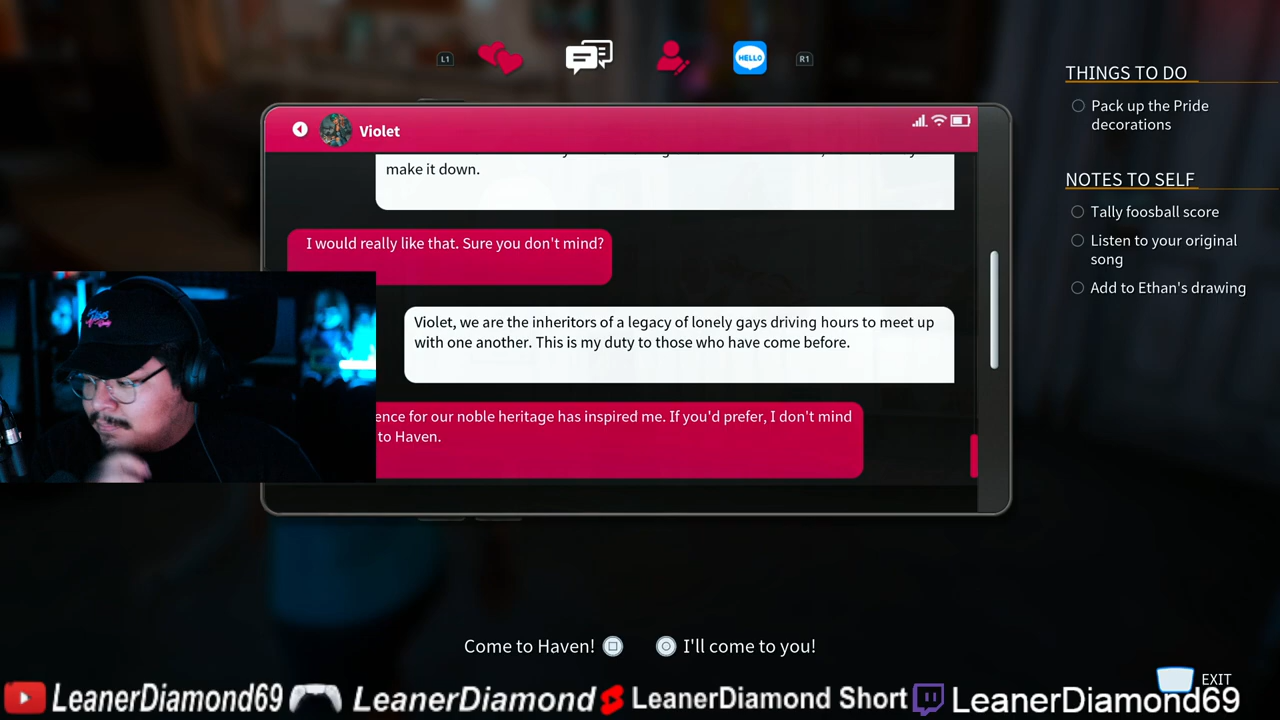 L1
HELLO
R1
THINGS TO DO
Pack up the Pride
decorations
NOTES TO SELF
Tally foosball score
Listen to your original
song
Add to Ethan's drawing
Violet
make it down.
I would really like that. Sure you don't mind?
Violet, we are the inheritors of a legacy of lonely gays driving hours to meet up
with one another. This is my duty to those who have come before.
for our noble heritage has inspired me. If you'd prefer, I don't mind
to Haven.
Come to Haven!
I'll come to you!
EXIT
LeanerDiamond69
LeanerDiamond
LeanerDiamond Short
LeanerDiamond69